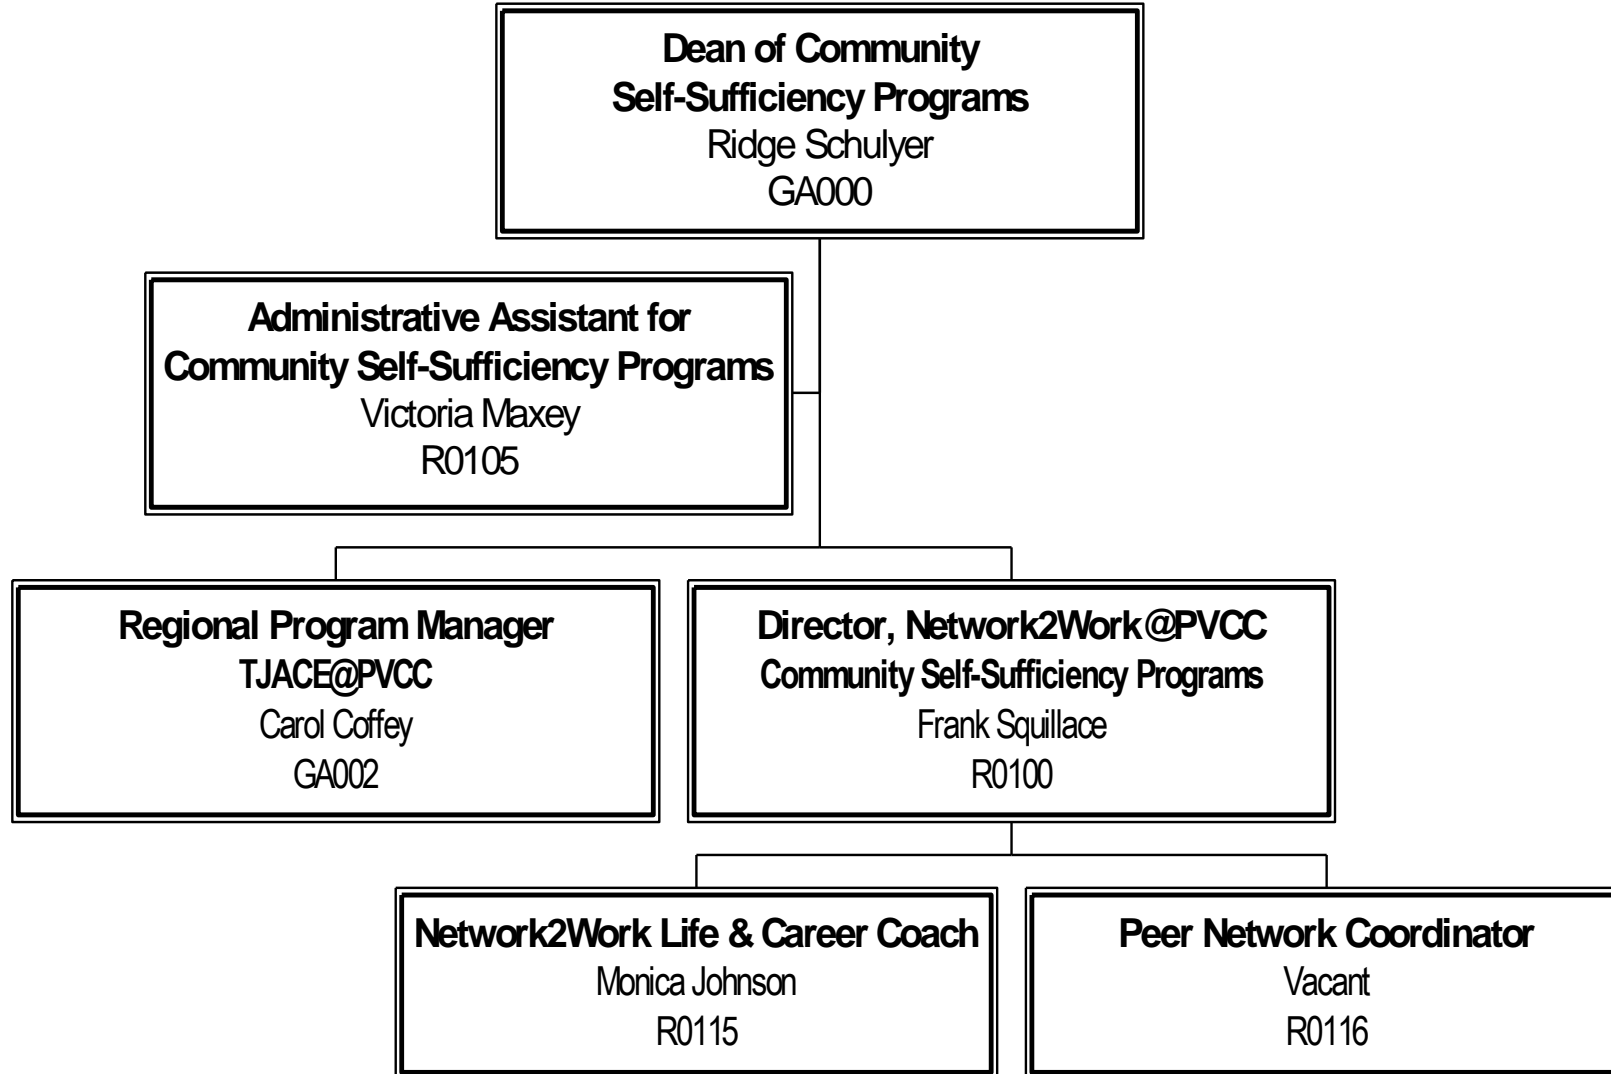 Dean of Community
Self-Sufficiency Programs
Ridge Schulyer
GA000
Administrative Assistant for
Community Self-Sufficiency Programs
Victoria Maxey
R0105
Regional Program Manager
TJACE@PVCC
Carol Coffey
GA002
Director, Network2Work@PVCC
Community Self-Sufficiency Programs
Frank Squillace
R0100
Network2Work Life & Career Coach
Monica Johnson
R0115
Peer Network Coordinator
Vacant
R0116